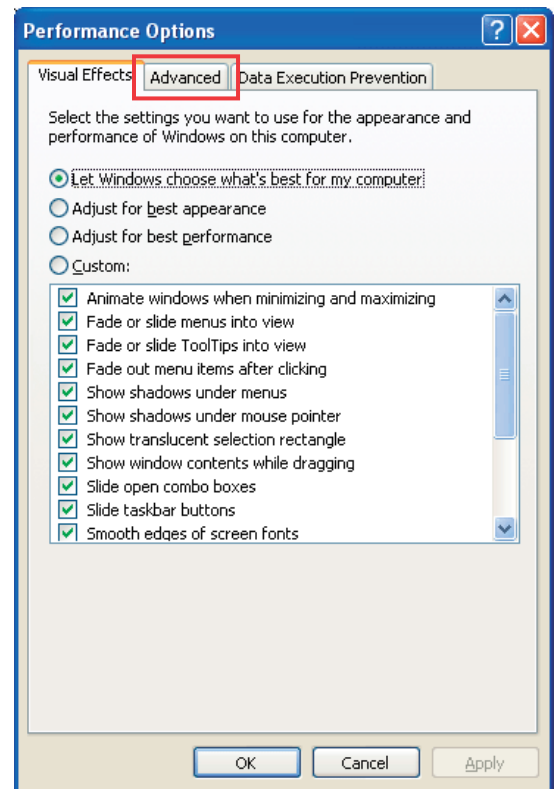 Performance Options
Visual Effects Advanced Data Execution Prevention
Select the settings you want to use for the appearance and
performance of Windows on this computer.
Let Windows choose what's best for my computer
Adjust for best appearance
Adjust for best performance
Custom:
Animate windows when minimizing and maximizing
Fade or slide menus into view
Fade or slide ToolTips into view
Fade out menu items after clicking
Show shadows under menus
Show shadows under mouse pointer
Show translucent selection rectangle
Show window contents while dragging
Slide open combo boxes
Slide taskbar buttons
Smooth edges of screen fonts
OK Cancel Apply